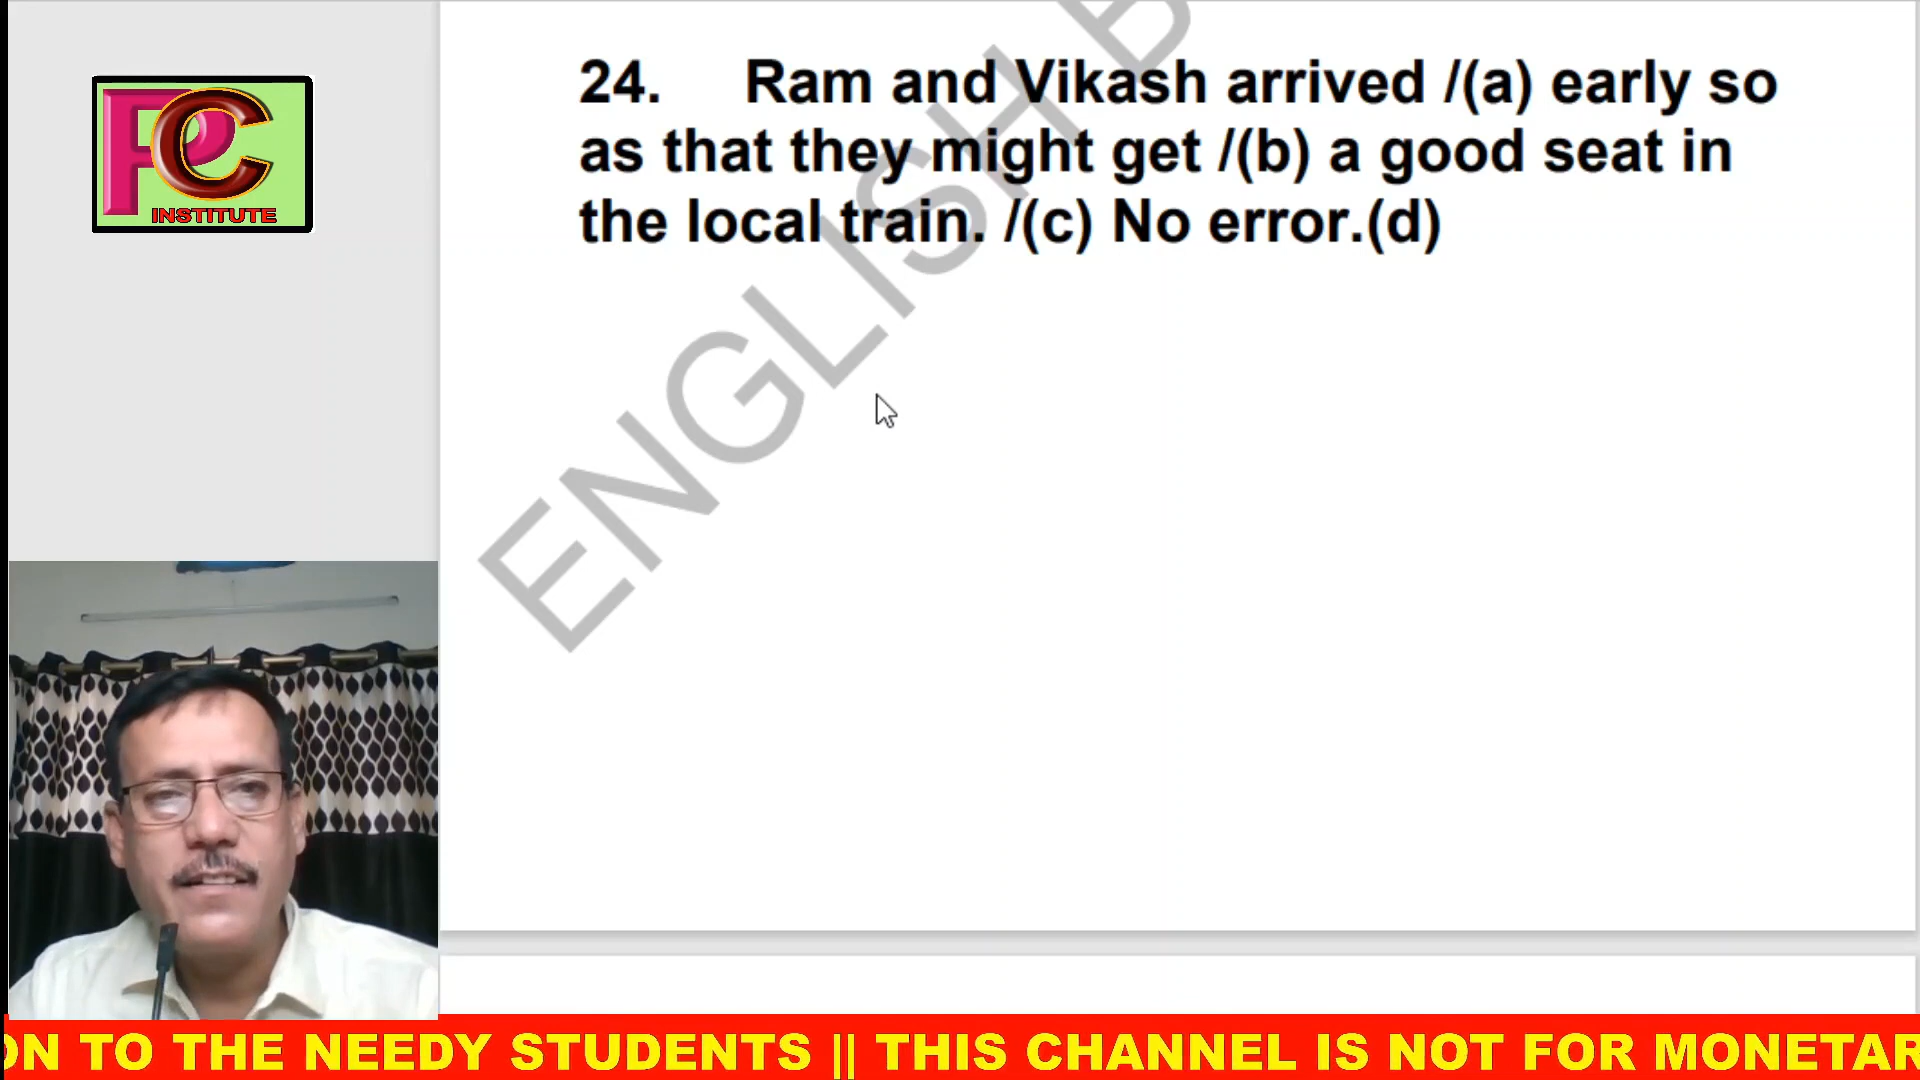 PC
INSTITUTE
24. Ram and Vikash arrived /(a) early so
as that they might get /(b) a good seat in
the local train. /(c) No error.(d)
ENGLISH B
ON TO THE NEEDY STUDENTS || THIS CHANNEL IS NOT FOR MONETAR